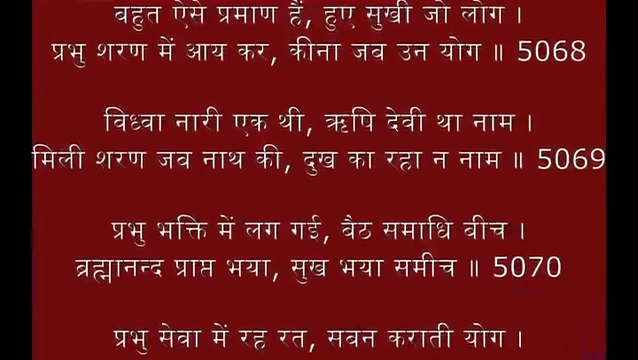 बहुत ऐसे प्रमाण हैं, हुए सुखी जो लोग ।
प्रभु शरण में आय कर, कीना जब उन योग ॥ 5068
विध्वा नारी एक थी, ऋषि देवी था नाम ।
मिली शरण जब नाथ की, दुख का रहा न नाम ॥ 5069
प्रभु भक्ति में लग गई, बैठ समाधि बीच ।
ब्रह्मानन्द प्राप्त भया, सुख भया समीच ॥ 5070
प्रभु सेवा में रह रत, सबन कराती योग ।